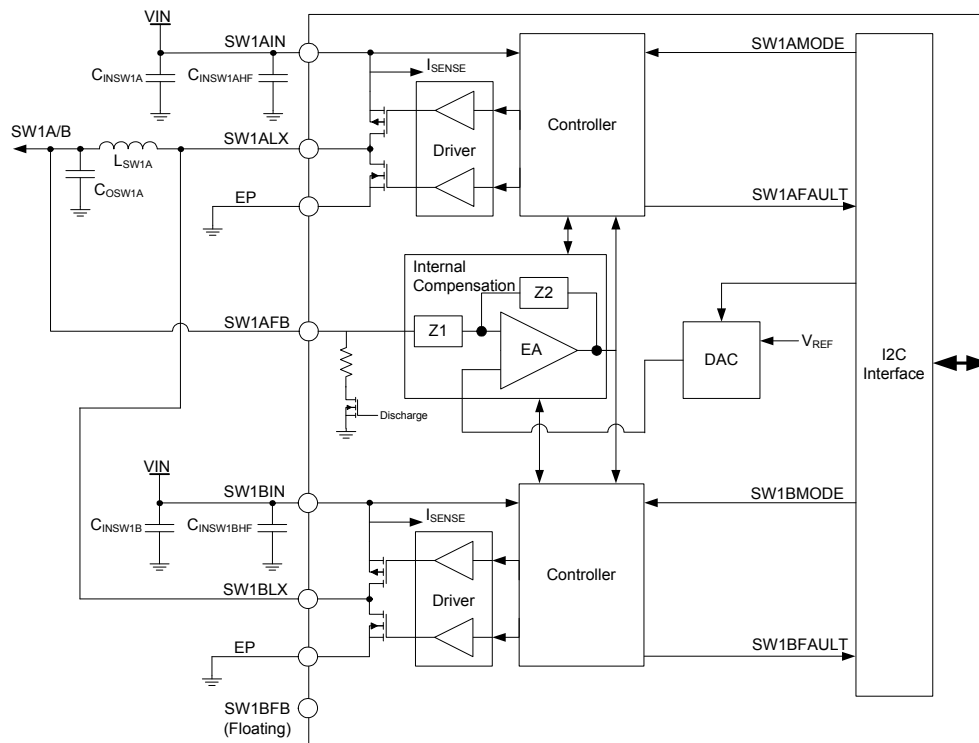 VIN
SW1AIN
SW1AMODE
CINSW1A
CINSW1AHF
ISENSE
SW1A/B
SW1ALX
Controller
LSW1A
Driver
COSW1A
EP
SW1AFAULT
Internal
Compensation
Z2
SW1AFB
Z1
EA
DAC
VREF
I2C
Interface
Discharge
VIN
SW1BIN
SW1BMODE
CINSW1B
CINSW1BHF
ISENSE
Controller
SW1BLX
Driver
EP
SW1BFAULT
SW1BFB
(Floating)